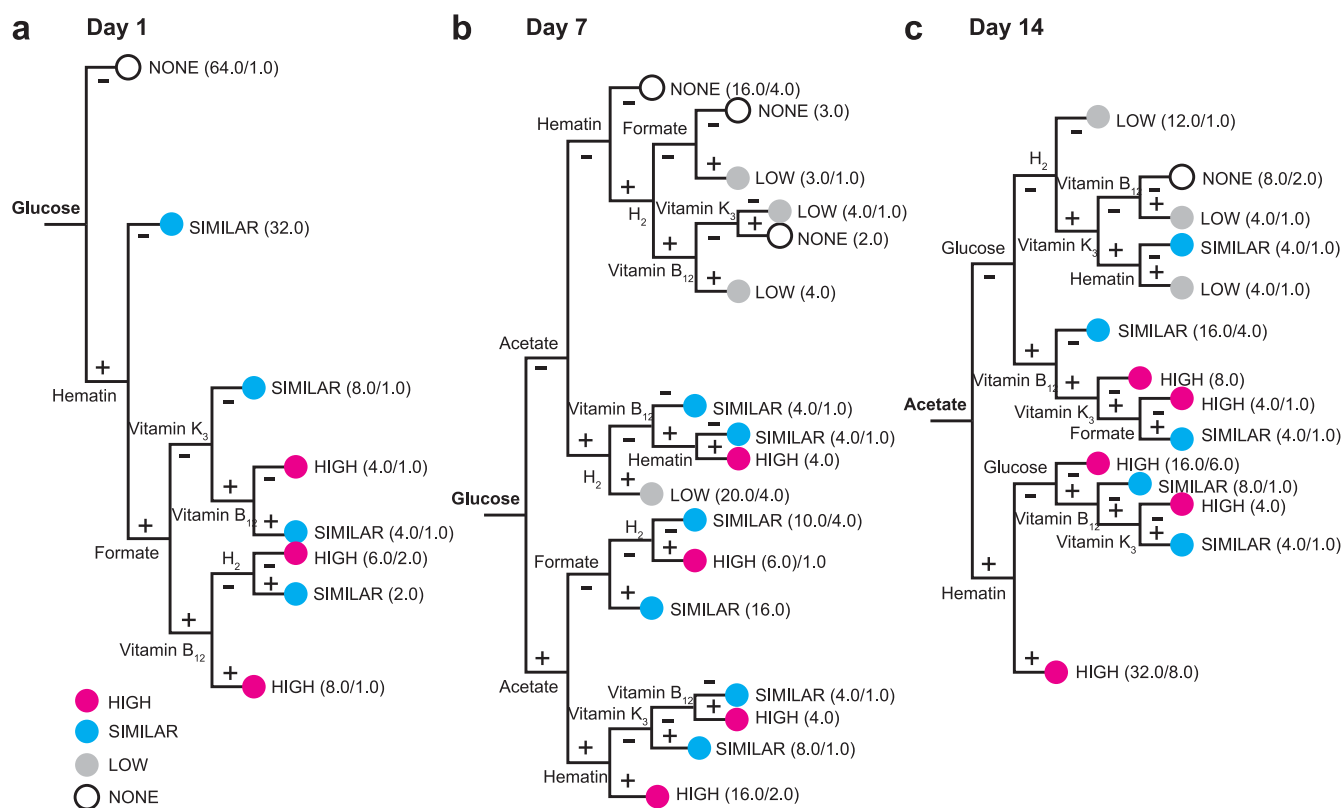 a Day 1
NONE (64.0/1.0)
−
Glucose
SIMILAR (32.0)
−
+
Hematin
SIMILAR (8.0/1.0)
−
Vitamin K3
−
HIGH (4.0/1.0)
−
+
Vitamin B12
+
SIMILAR (4.0/1.0)
+
Formate
HIGH (6.0/2.0)
H2
−
+
SIMILAR (2.0)
−
+
Vitamin B12
+
HIGH (8.0/1.0)
HIGH
SIMILAR
LOW
NONE
b Day 7
NONE (16.0/4.0)
−
NONE (3.0)
Hematin
Formate
−
−
−
+
LOW (3.0/1.0)
+
H2
Vitamin K3
−
LOW (4.0/1.0)
+
NONE (2.0)
−
+
Vitamin B12
+
LOW (4.0)
Acetate
−
Vitamin B12
−
SIMILAR (4.0/1.0)
−
+
−
SIMILAR (4.0/1.0)
Hematin
+
HIGH (4.0)
+
H2
+
LOW (20.0/4.0)
Glucose
SIMILAR (10.0/4.0)
H2
−
+
HIGH (6.0)/1.0
Formate
−
−
+
SIMILAR (16.0)
+
Acetate
Vitamin B12
−
SIMILAR (4.0/1.0)
+
HIGH (4.0)
Vitamin K3
−
−
+
SIMILAR (8.0/1.0)
+
Hematin
+
HIGH (16.0/2.0)
c Day 14
LOW (12.0/1.0)
−
H2
−
Vitamin B12
−
NONE (8.0/2.0)
+
LOW (4.0/1.0)
−
+
Vitamin K3
SIMILAR (4.0/1.0)
−
+
Hematin
+
LOW (4.0/1.0)
Glucose
−
SIMILAR (16.0/4.0)
−
+
Vitamin B12
+
HIGH (8.0)
−
+
Vitamin K3
HIGH (4.0/1.0)
−
Formate
+
SIMILAR (4.0/1.0)
Acetate
Glucose
HIGH (16.0/6.0)
−
−
+
SIMILAR (8.0/1.0)
−
Vitamin B12
+
HIGH (4.0)
−
Vitamin K3
+
SIMILAR (4.0/1.0)
+
Hematin
+
HIGH (32.0/8.0)